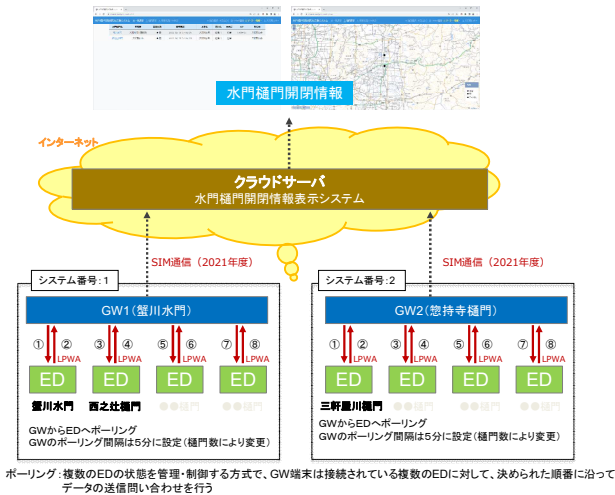 水門樋門開閉情報
インターネット
クラウドサーバ
水門樋門開閉情報表示システム
SIM通信（2021年度）
SIM通信（2021年度）
システム番号：1
システム番号：2
GW1（蟹川水門）
GW2（惣持寺樋門）
① ② ③ ④ ⑤ ⑥ ⑦ ⑧
① ② ③ ④ ⑤ ⑥ ⑦ ⑧
LPWA LPWA LPWA LPWA
LPWA LPWA LPWA LPWA
ED ED ED ED
ED ED ED ED
蟹川水門 西之辻樋門 ●●樋門 ●●樋門
三軒屋川樋門 ●●樋門 ●●樋門 ●●樋門
GWからEDへポーリング
GWのポーリング間隔は5分に設定（樋門数により変更）
GWからEDへポーリング
GWのポーリング間隔は5分に設定（樋門数により変更）
ポーリング：複数のEDの状態を管理・制御する方式で、GW端末は接続されている複数のEDに対して、決められた順番に沿って
データの送信問い合わせを行う